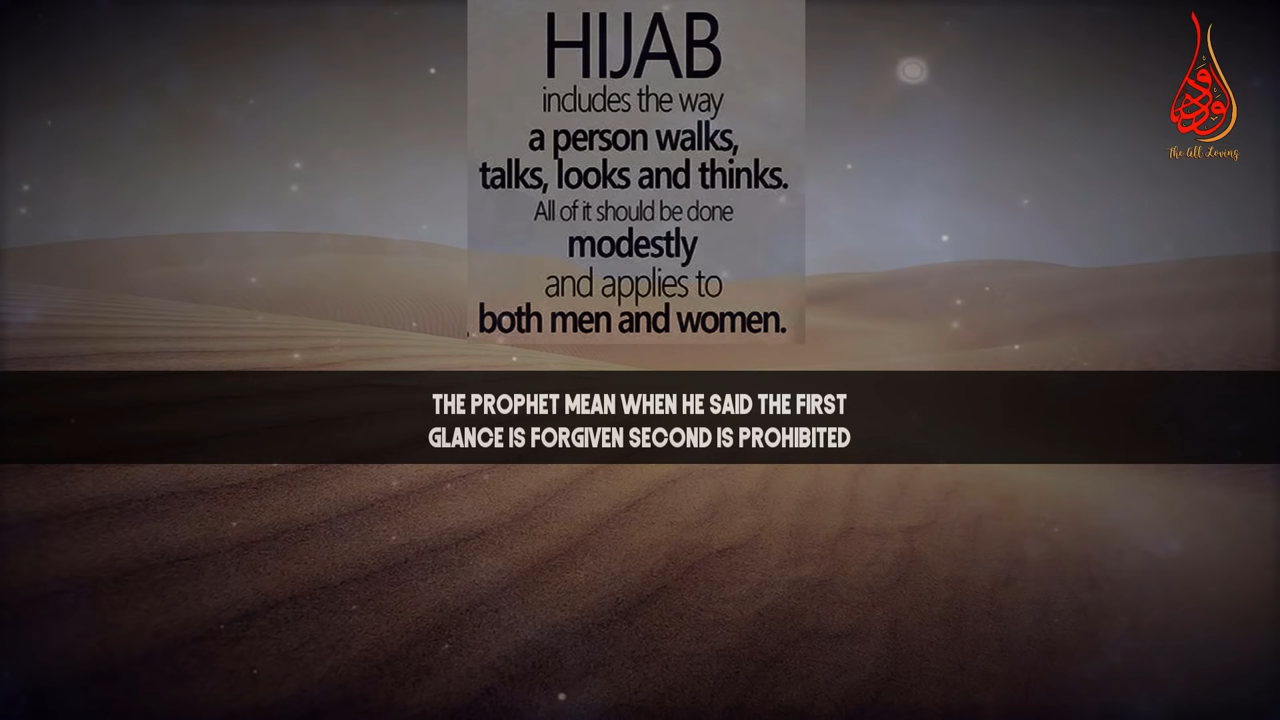 HIJAB
includes the way
a person walks,
talks, looks and thinks.
All of it should be done
modestly
and applies to
both men and women.
The All Loving
THE PROPHET MEAN WHEN HE SAID THE FIRST
GLANCE IS FORGIVEN SECOND IS PROHIBITED